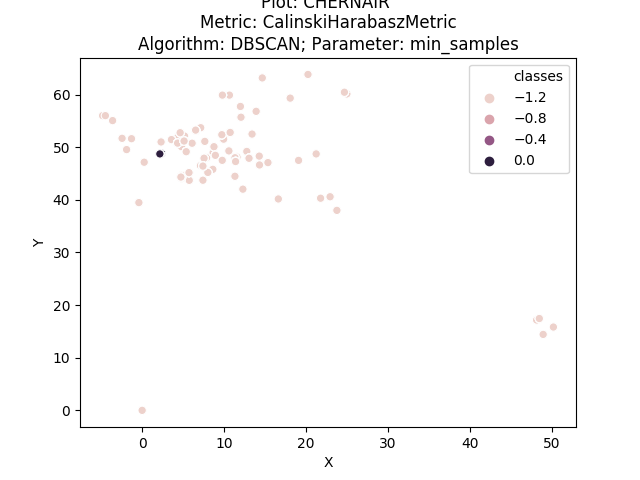 Plot: CHERNAIR
Metric: CalinskiHarabaszMetric
Algorithm: DBSCAN; Parameter: min_samples
classes
−1.2
−0.8
−0.4
0.0
60
50
40
30
20
10
0
Y
0
10
20
30
40
50
X